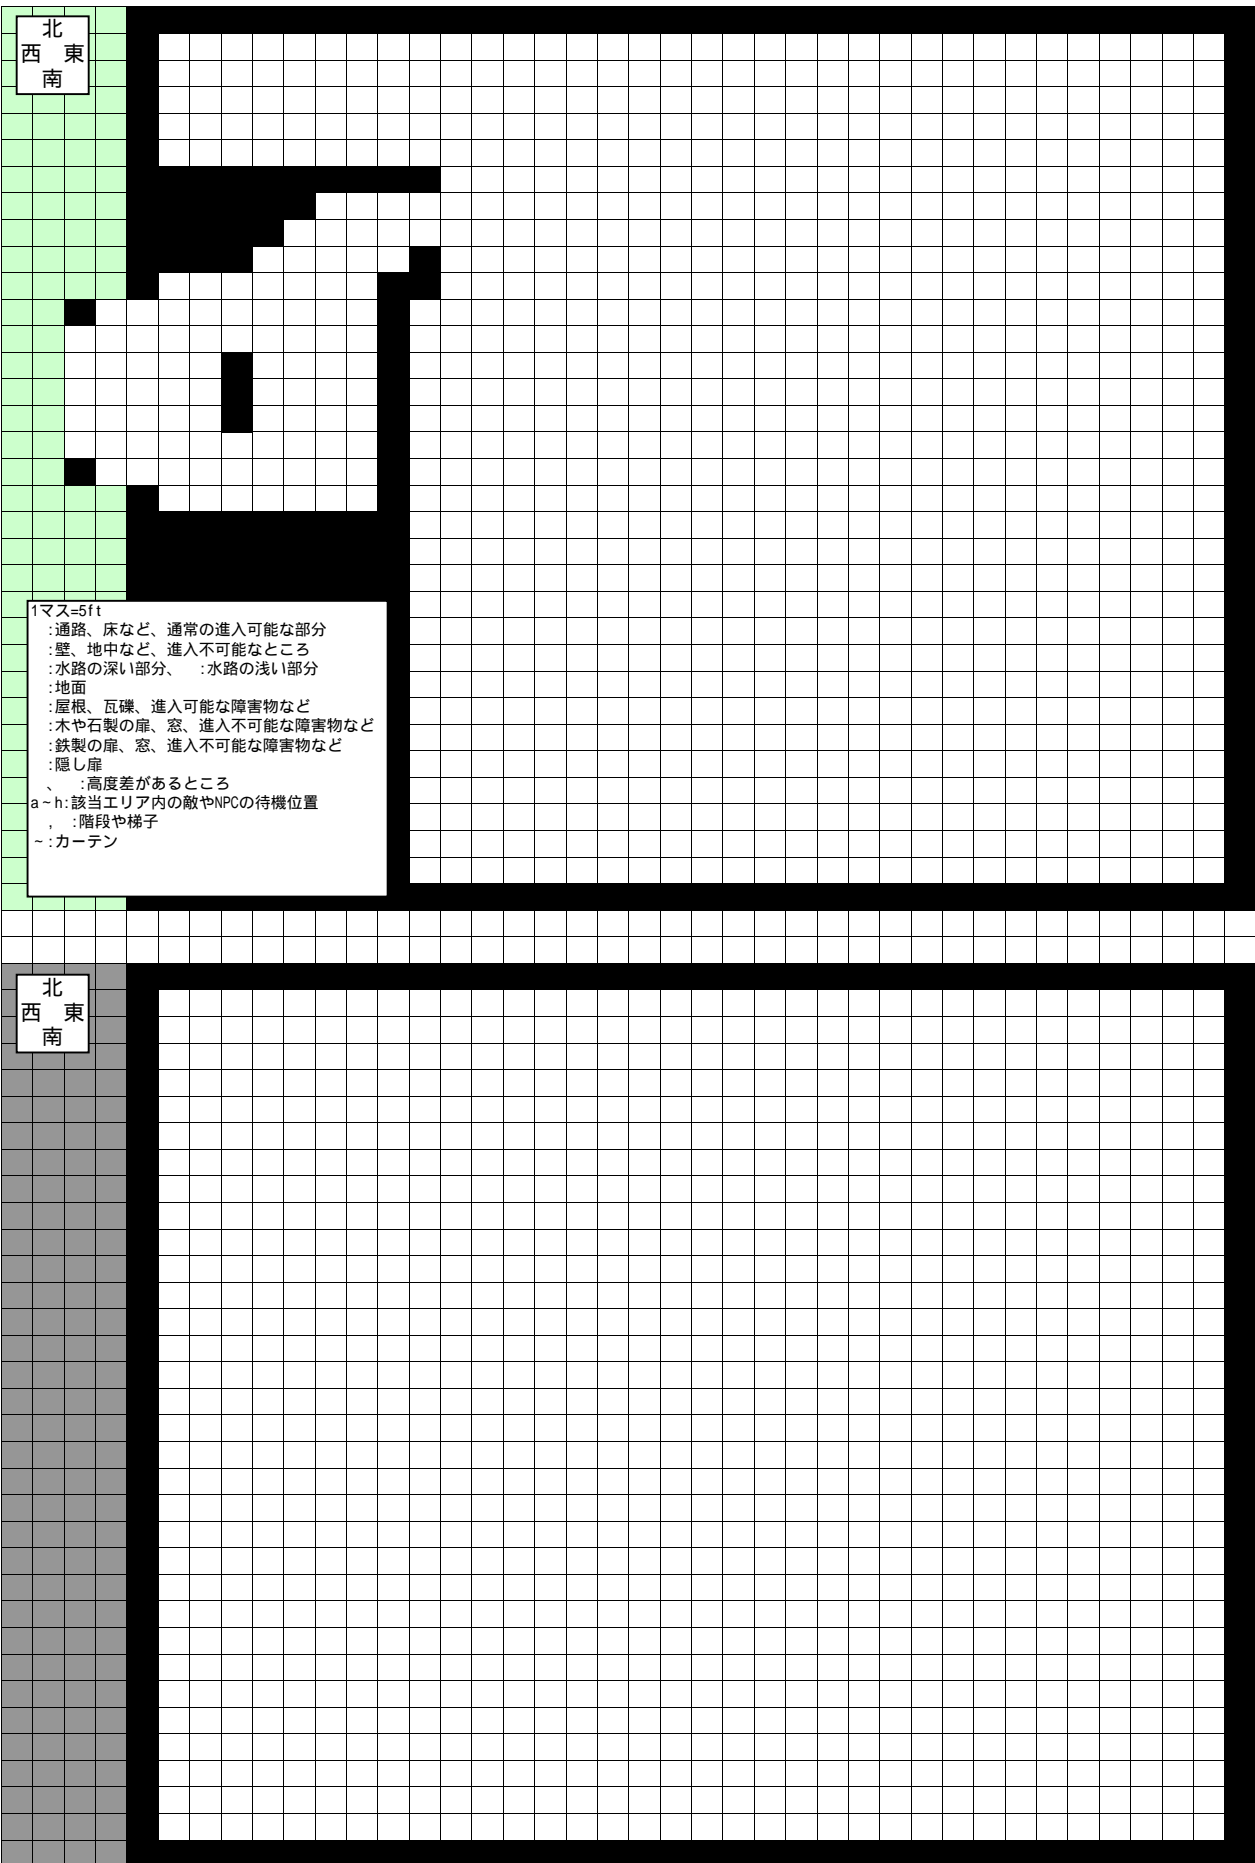 北
西　東
南
1マス=5ft
:通路、床など、通常の進入可能な部分
:壁、地中など、進入不可能なところ
:水路の深い部分、　:水路の浅い部分
:地面
:屋根、瓦礫、進入可能な障害物など
:木や石製の扉、窓、進入不可能な障害物など
:鉄製の扉、窓、進入不可能な障害物など
:隠し扉
、　:高度差があるところ
a~h:該当エリア内の敵やNPCの待機位置
,　:階段や梯子
~:カーテン
北
西　東
南